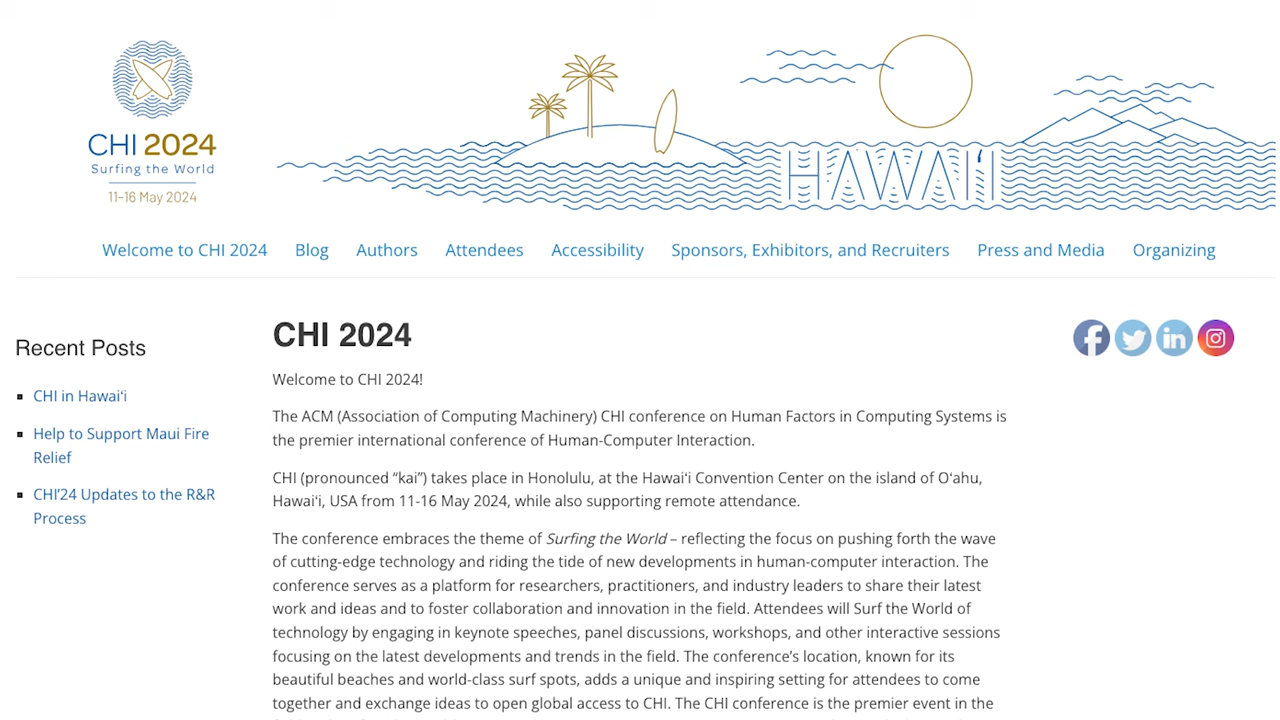 CHI 2024
Surfing the World
11-16 May 2024
HAWAIʻI
Welcome to CHI 2024 Blog Authors Attendees Accessibility Sponsors, Exhibitors, and Recruiters Press and Media Organizing
Recent Posts
CHI in Hawaiʻi
Help to Support Maui Fire
Relief
CHI’24 Updates to the R&R
Process
CHI 2024
Welcome to CHI 2024!
The ACM (Association of Computing Machinery) CHI conference on Human Factors in Computing Systems is
the premier international conference of Human-Computer Interaction.
CHI (pronounced “kai”) takes place in Honolulu, at the Hawaiʻi Convention Center on the island of Oʻahu,
Hawaiʻi, USA from 11-16 May 2024, while also supporting remote attendance.
The conference embraces the theme of Surfing the World – reflecting the focus on pushing forth the wave
of cutting-edge technology and riding the tide of new developments in human-computer interaction. The
conference serves as a platform for researchers, practitioners, and industry leaders to share their latest
work and ideas and to foster collaboration and innovation in the field. Attendees will Surf the World of
technology by engaging in keynote speeches, panel discussions, workshops, and other interactive sessions
focusing on the latest developments and trends in the field. The conference’s location, known for its
beautiful beaches and world-class surf spots, adds a unique and inspiring setting for attendees to come
together and exchange ideas to open global access to CHI. The CHI conference is the premier event in the